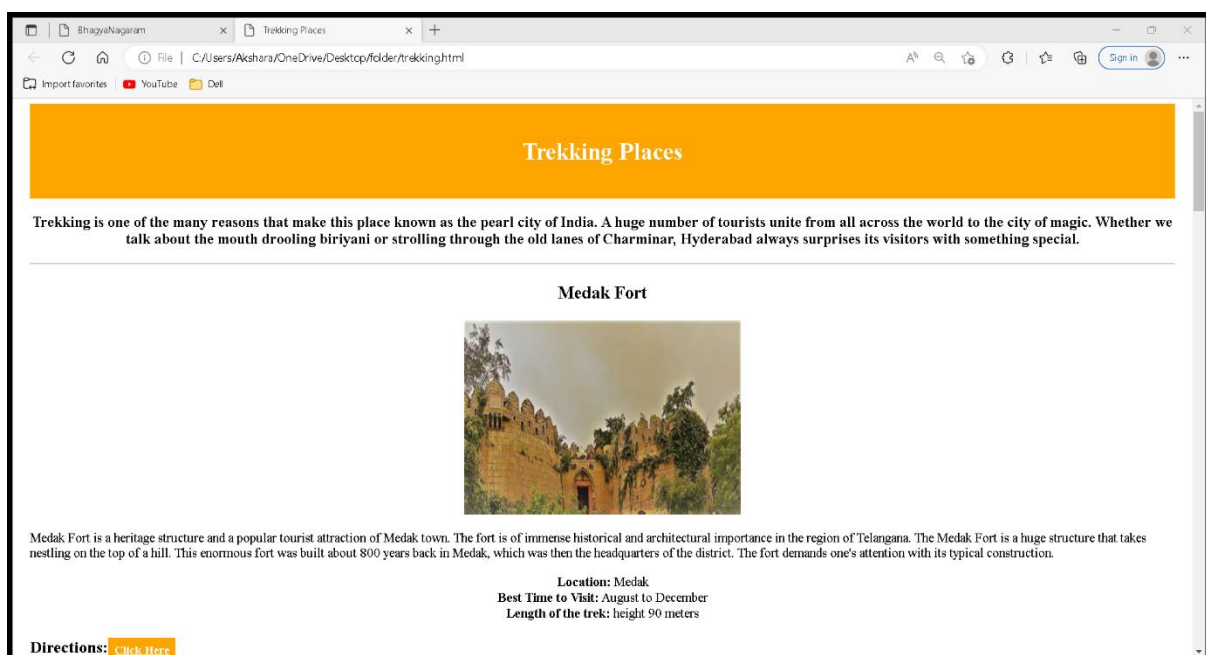 BhagyaNagaram
Trekking Places
File
C:/Users/Akshara/OneDrive/Desktop/folder/trekking.html
Sign in
Import favorites
YouTube
Dell
Trekking Places
Trekking is one of the many reasons that make this place known as the pearl city of India. A huge number of tourists unite from all across the world to the city of magic. Whether we
talk about the mouth drooling biriyani or strolling through the old lanes of Charminar, Hyderabad always surprises its visitors with something special.
Medak Fort
Medak Fort is a heritage structure and a popular tourist attraction of Medak town. The fort is of immense historical and architectural importance in the region of Telangana. The Medak Fort is a huge structure that takes
nestling on the top of a hill. This enormous fort was built about 800 years back in Medak, which was then the headquarters of the district. The fort demands one's attention with its typical construction.
Location: Medak
Best Time to Visit: August to December
Length of the trek: height 90 meters
Directions: Click Here